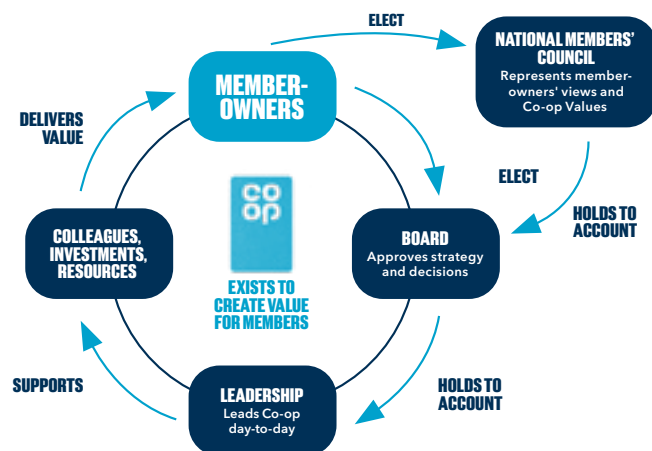 ELECT
NATIONAL MEMBERS'
COUNCIL
Represents member-
owners' views and
Co-op Values
MEMBER-
OWNERS
DELIVERS
VALUE
ELECT
HOLDS TO
ACCOUNT
co
op
COLLEAGUES,
INVESTMENTS,
RESOURCES
BOARD
Approves strategy
and decisions
EXISTS TO
CREATE VALUE
FOR MEMBERS
SUPPORTS
LEADERSHIP
Leads Co-op
day-to-day
HOLDS TO
ACCOUNT